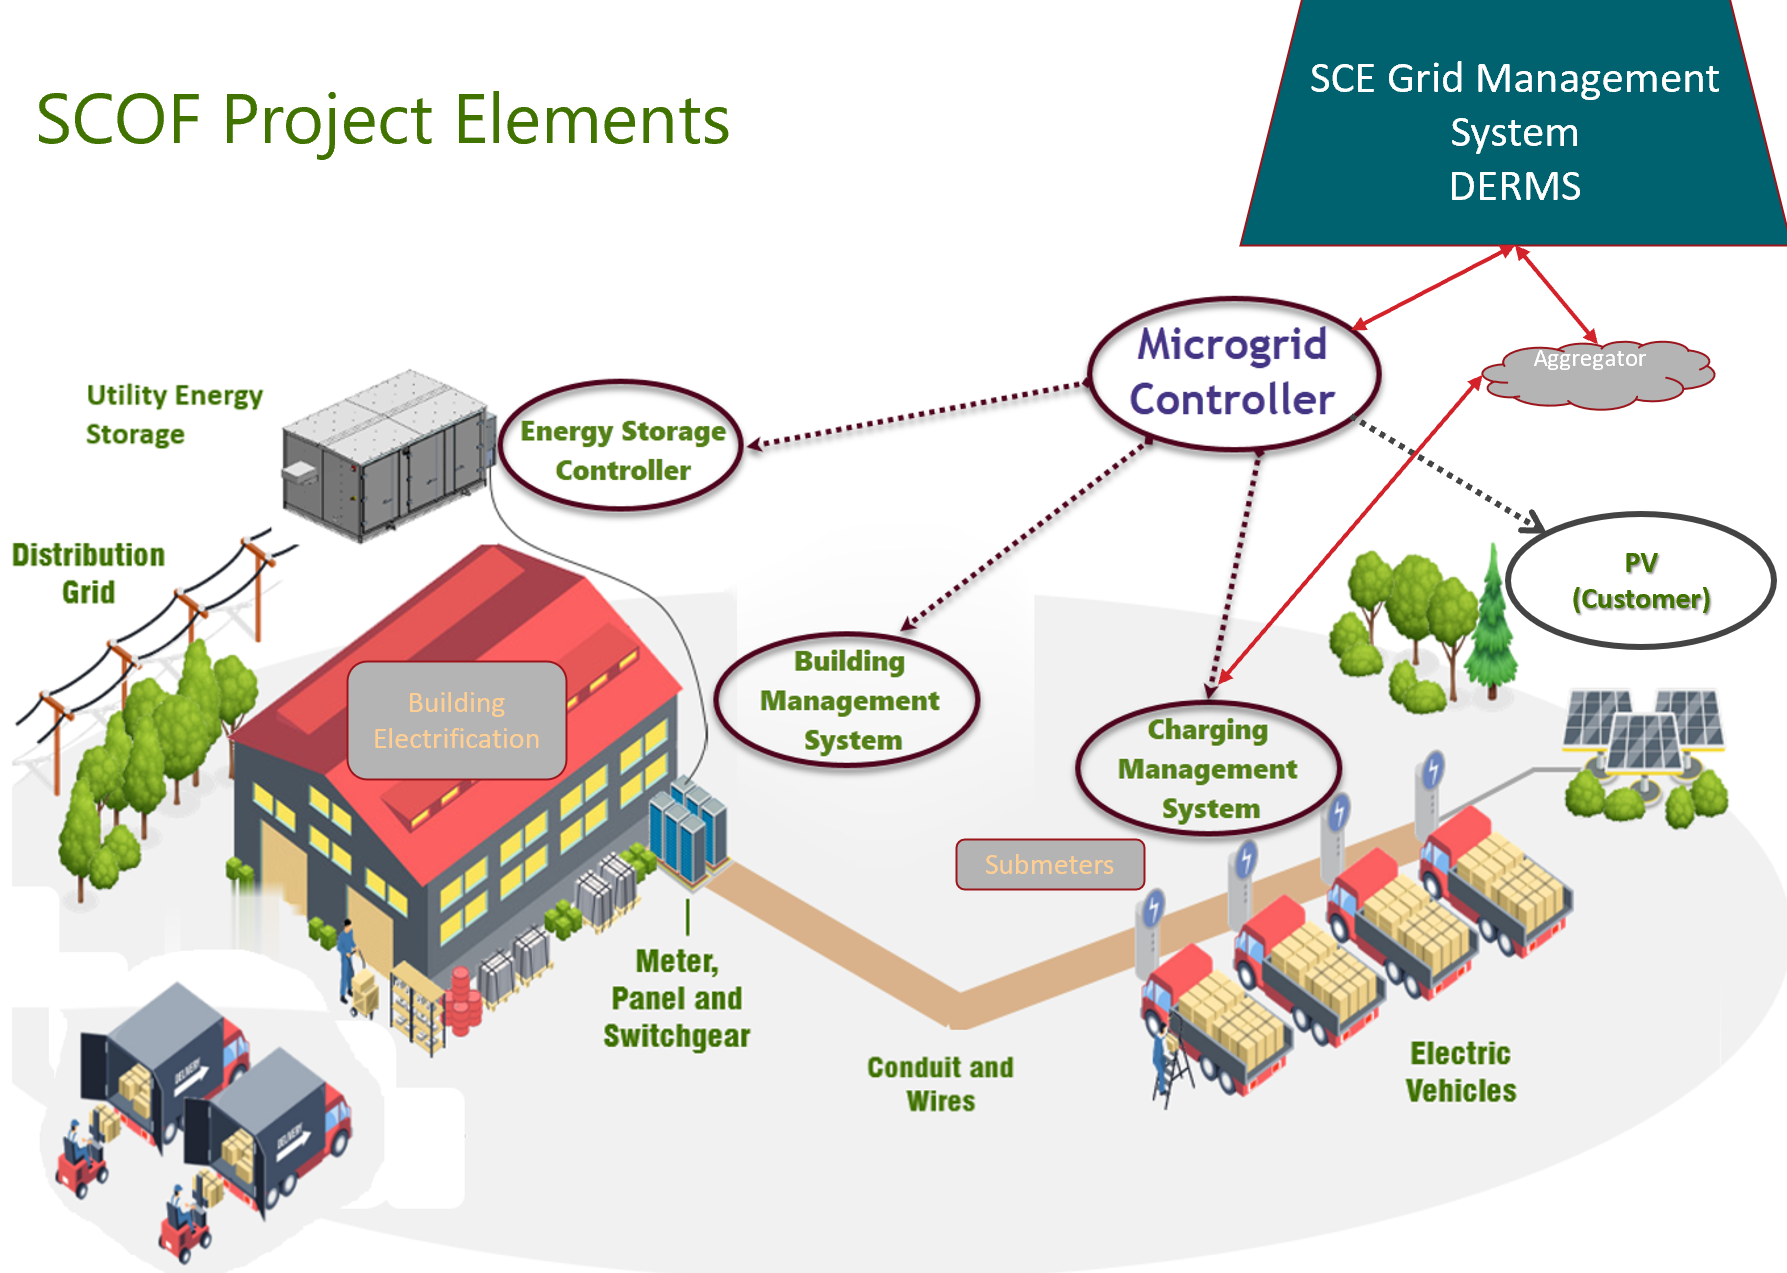 SCE Grid Management
System
DERMS
SCOF Project Elements
Microgrid
Controller
Aggregator
Utility Energy
Storage
Energy Storage
Controller
Distribution
Grid
PV
(Customer)
Building
Management
System
Building
Electrification
Charging
Management
System
Submeters
Meter,
Panel and
Switchgear
Conduit and
Wires
Electric
Vehicles
DELIVERY
DELIVERY